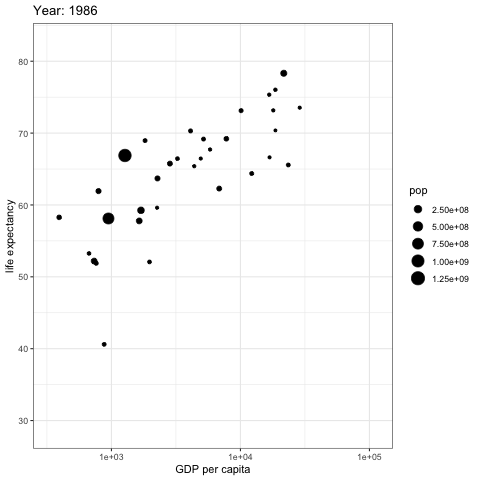 Year: 1986
80
70
60
50
40
30
life expectancy
1e+03
1e+04
1e+05
GDP per capita
pop
2.50e+08
5.00e+08
7.50e+08
1.00e+09
1.25e+09